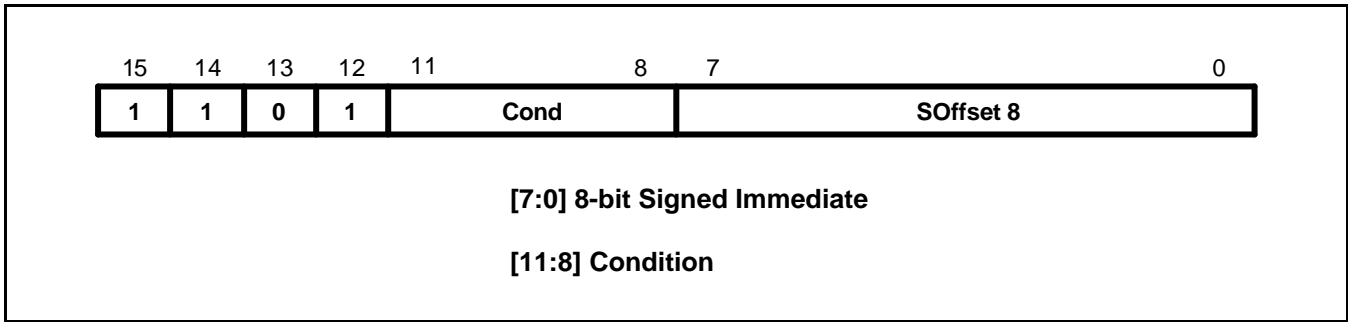 15 14 13 12 11 8 7 0
1 1 0 1 Cond SOffset 8
[7:0] 8-bit Signed Immediate
[11:8] Condition